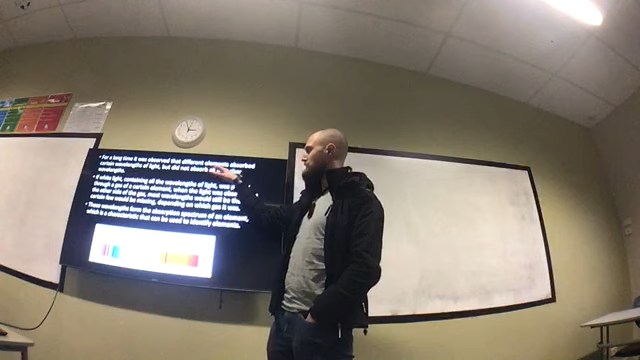 • For a long time it was observed that different elements absorbed
certain wavelengths of light, but did not absorb
wavelengths.
• If white light, containing all of the wavelengths of light, was
through a gas of a certain element, when the light was
the other side of the gas, most wavelengths would still be
certain few would be missing, depending on which gas it was.
• These wavelengths form the absorption spectrum of an element,
which is a characteristic that can be used to identify elements.